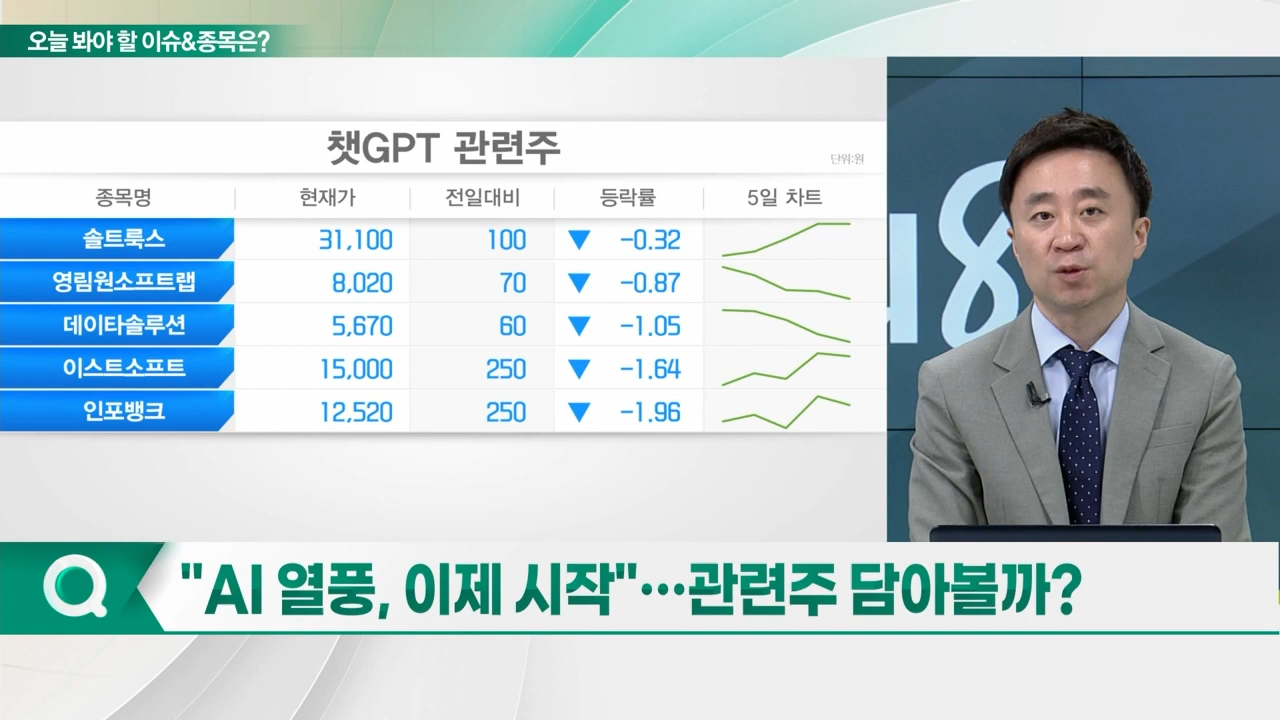 오늘 봐야 할 이슈&종목은?
챗GPT 관련주
단위:원
종목명 현재가 전일대비 등락률 5일 차트
솔트룩스 31,100 100 ▼ -0.32
영림원소프트랩 8,020 70 ▼ -0.87
데이타솔루션 5,670 60 ▼ -1.05
이스트소프트 15,000 250 ▼ -1.64
인포뱅크 12,520 250 ▼ -1.96
"AI 열풍, 이제 시작"…관련주 담아볼까?